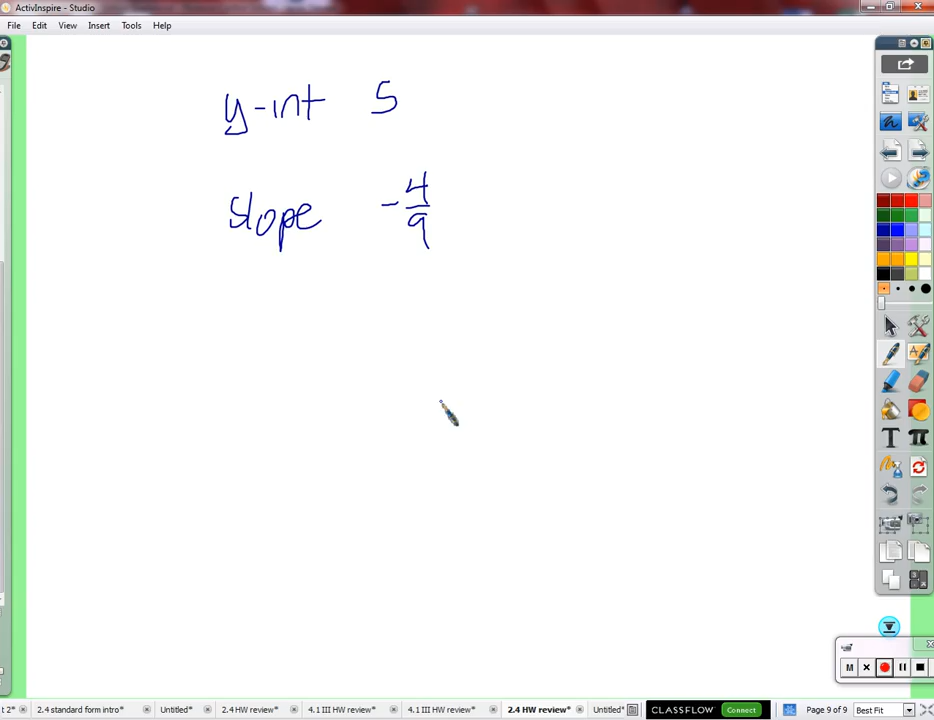 ActivInspire - Studio
File Edit View Insert Tools Help
y-int 5
slope -4/9
t 2* 2.4 standard form intro* Untitled* 2.4 HW review* 4.1 III HW review* 4.1 III HW review* 2.4 HW review* Untitled* CLASSFLOW Connect Page 9 of 9 Best Fit
M